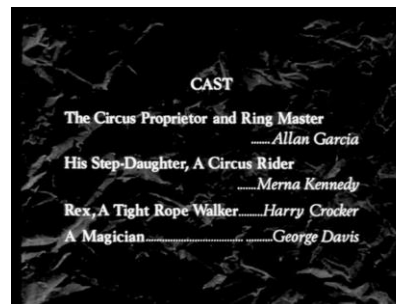 CAST
The Circus Proprietor and Ring Master
.......Allan Garcia
His Step-Daughter, A Circus Rider
......Merna Kennedy
Rex, A Tight Rope Walker.......Harry Crocker
A Magician............................ .........George Davis